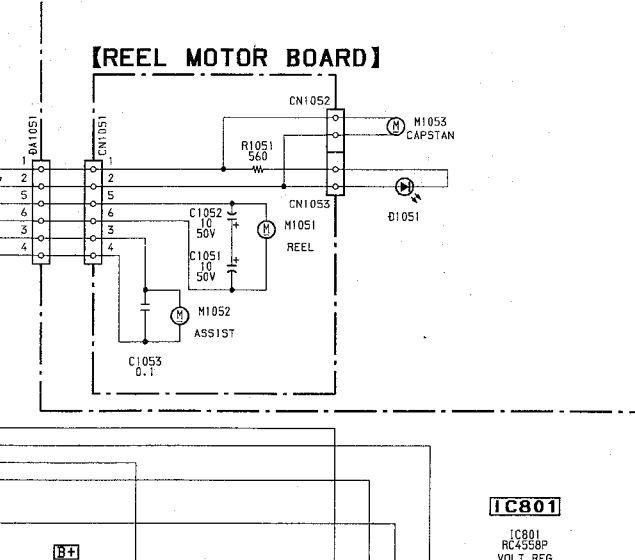 【REEL MOTOR BOARD】
CN1052
M
M1053
CAPSTAN
DA1051
CN1051
R1051
560
1
1
2
2
CN1053
D1051
5
5
6
6
3
3
4
4
C1052
10
50V
+
M
M1051
REEL
C1051
10
50V
+
M
M1052
ASSIST
C1053
0.1
IC801
IC801
RC4558P
VOLT REG
B+